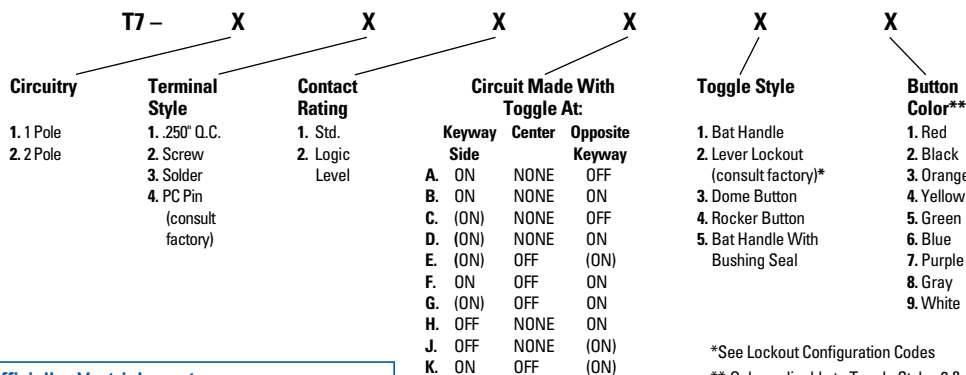 T7 – X X X X X X
Circuitry
1. 1 Pole
2. 2 Pole
Terminal
Style
1. .250" Q.C.
2. Screw
3. Solder
4. PC Pin
(consult
factory)
Contact
Rating
1. Std.
2. Logic
Level
Circuit Made With
Toggle At:
Keyway Center Opposite
Side Keyway
A. ON NONE OFF
B. ON NONE ON
C. (ON) NONE OFF
D. (ON) NONE ON
E. (ON) OFF (ON)
F. ON OFF ON
G. (ON) OFF ON
H. OFF NONE ON
J. OFF NONE (ON)
K. ON OFF (ON)
Toggle Style
1. Bat Handle
2. Lever Lockout
(consult factory)*
3. Dome Button
4. Rocker Button
5. Bat Handle With
Bushing Seal
Button
Color**
1. Red
2. Black
3. Orange
4. Yellow
5. Green
6. Blue
7. Purple
8. Gray
9. White
*See Lockout Configuration Codes